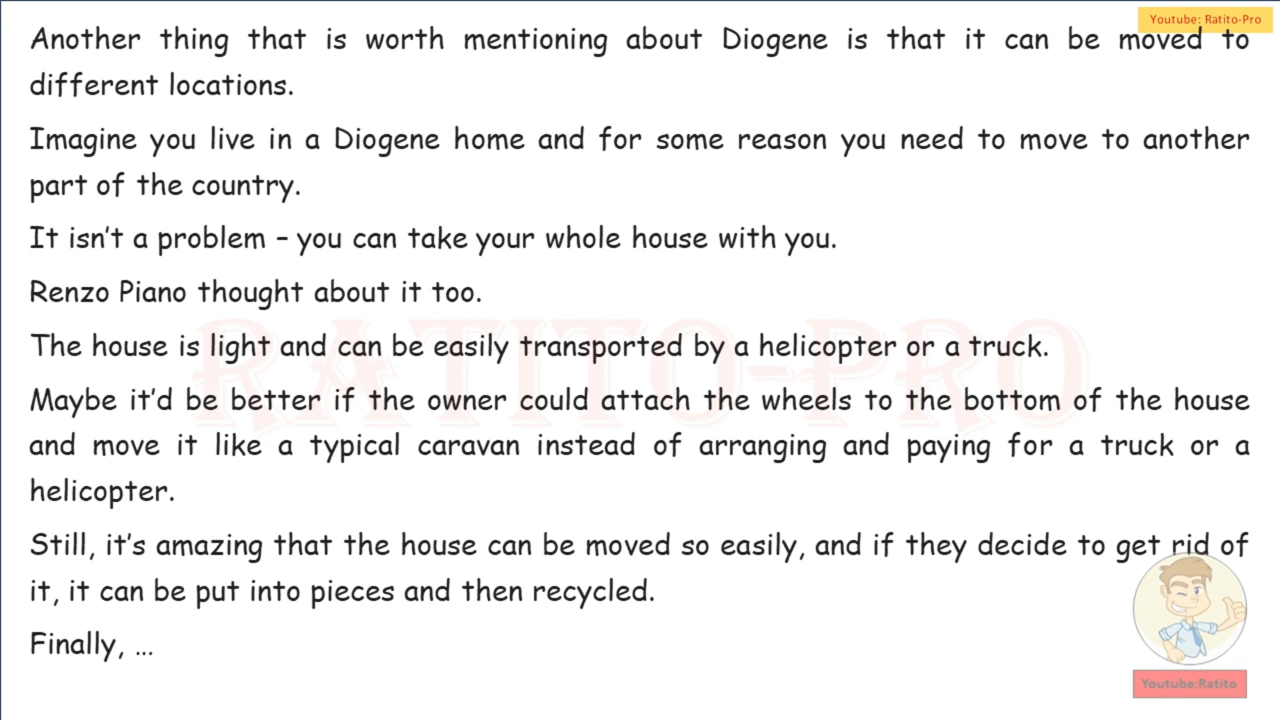 Youtube: Ratito-Pro
Another thing that is worth mentioning about Diogene is that it can be moved to
different locations.
Imagine you live in a Diogene home and for some reason you need to move to another
part of the country.
It isn't a problem – you can take your whole house with you.
Renzo Piano thought about it too.
RATITO-PRO
The house is light and can be easily transported by a helicopter or a truck.
Maybe it'd be better if the owner could attach the wheels to the bottom of the house
and move it like a typical caravan instead of arranging and paying for a truck or a
helicopter.
Still, it's amazing that the house can be moved so easily, and if they decide to get rid of
it, it can be put into pieces and then recycled.
Finally, …
Youtube:Ratito